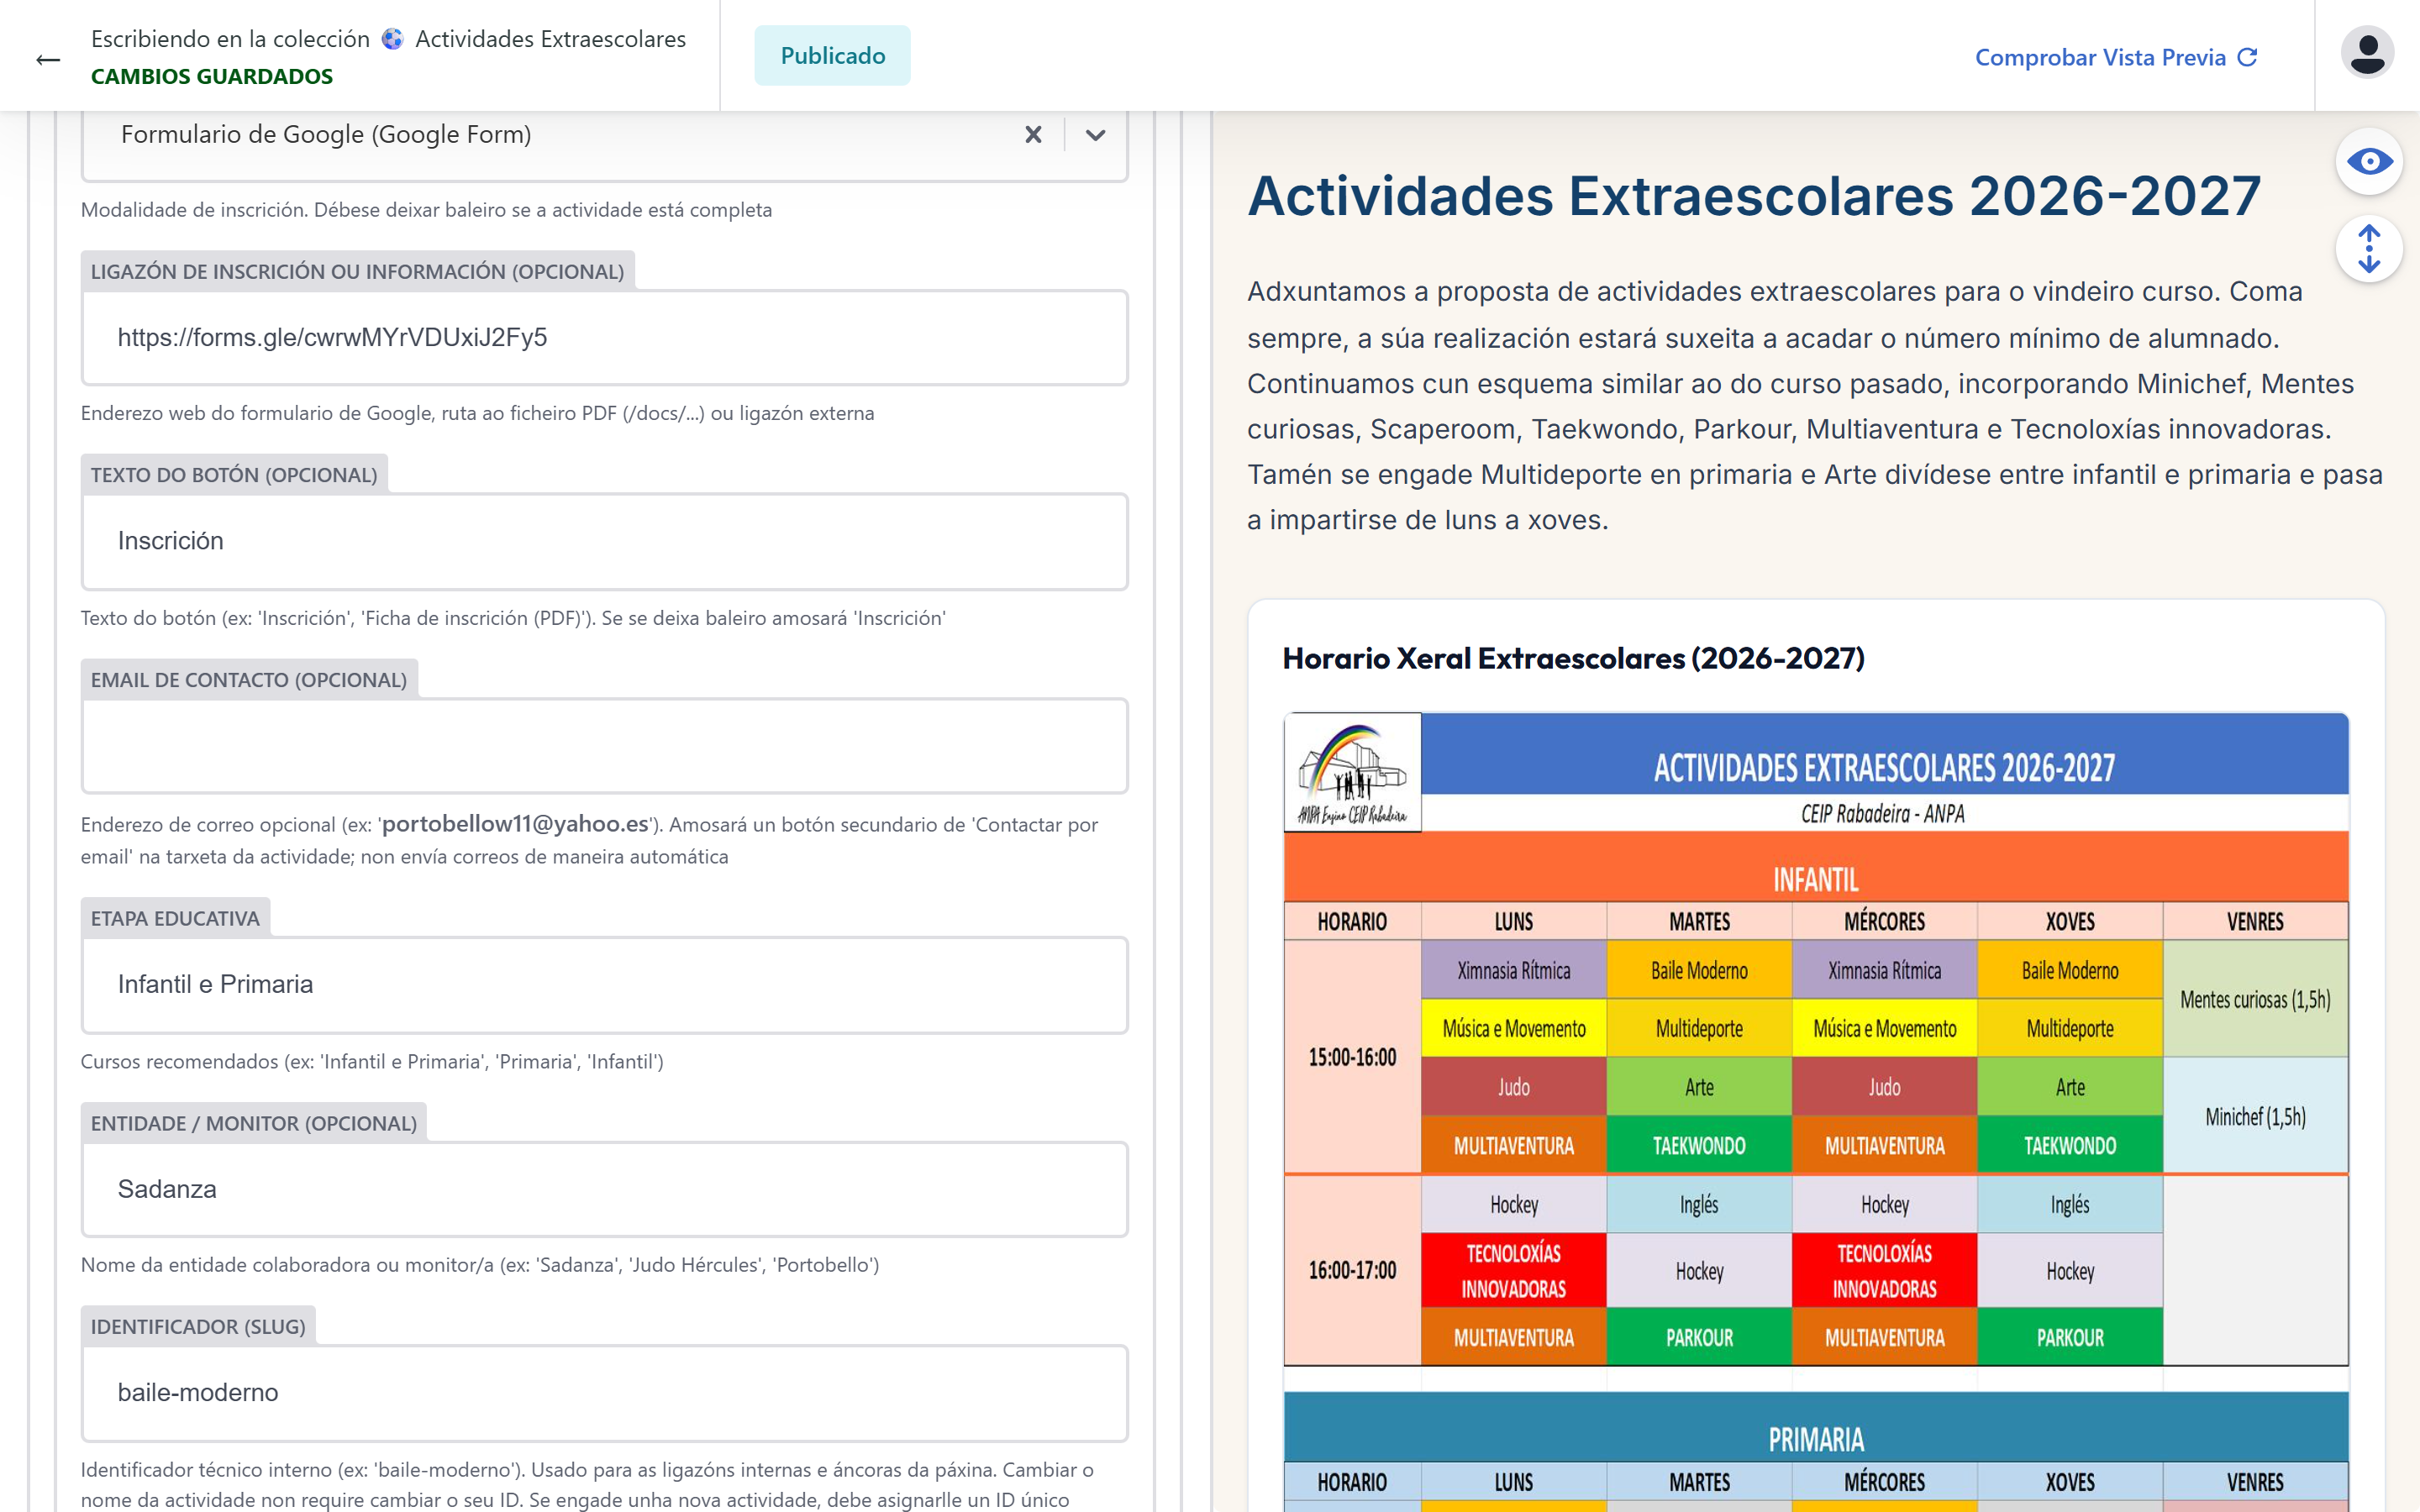 Escribiendo en la colección Actividades Extraescolares
CAMBIOS GUARDADOS
Publicado
Comprobar Vista Previa
Formulario de Google (Google Form)
Modalidade de inscrición. Débese deixar baleiro se a actividade está completa
LIGAZÓN DE INSCRICIÓN OU INFORMACIÓN (OPCIONAL)
https://forms.gle/cwrwMYrVDUxiJ2Fy5
Enderezo web do formulario de Google, ruta ao ficheiro PDF (/docs/...) ou ligazón externa
TEXTO DO BOTÓN (OPCIONAL)
Inscrición
Texto do botón (ex: 'Inscrición', 'Ficha de inscrición (PDF)'). Se se deixa baleiro amosará 'Inscrición'
EMAIL DE CONTACTO (OPCIONAL)
Enderezo de correo opcional (ex: 'portobellow11@yahoo.es'). Amosará un botón secundario de 'Contactar por
email' na tarxeta da actividade; non envía correos de maneira automática
ETAPA EDUCATIVA
Infantil e Primaria
Cursos recomendados (ex: 'Infantil e Primaria', 'Primaria', 'Infantil')
ENTIDADE / MONITOR (OPCIONAL)
Sadanza
Nome da entidade colaboradora ou monitor/a (ex: 'Sadanza', 'Judo Hércules', 'Portobello')
IDENTIFICADOR (SLUG)
baile-moderno
Identificador técnico interno (ex: 'baile-moderno'). Usado para as ligazóns internas e áncoras da páxina. Cambiar o
nome da actividade non require cambiar o seu ID. Se engade unha nova actividade, debe asignarlle un ID único
Actividades Extraescolares 2026-2027
Adxuntamos a proposta de actividades extraescolares para o vindeiro curso. Coma
sempre, a súa realización estará suxeita a acadar o número mínimo de alumnado.
Continuamos cun esquema similar ao do curso pasado, incorporando Minichef, Mentes
curiosas, Scaperoom, Taekwondo, Parkour, Multiaventura e Tecnoloxías innovadoras.
Tamén se engade Multideporte en primaria e Arte divídese entre infantil e primaria e pasa
a impartirse de luns a xoves.
Horario Xeral Extraescolares (2026-2027)
ANPA Ensino CEIP Rabadeira
ACTIVIDADES EXTRAESCOLARES 2026-2027
CEIP Rabadeira - ANPA
INFANTIL
HORARIO LUNS MARTES MÉRCORES XOVES VENRES
15:00-16:00
Ximnasia Rítmica Baile Moderno Ximnasia Rítmica Baile Moderno
Mentes curiosas (1,5h)
Música e Movemento Multideporte Música e Movemento Multideporte
Judo Arte Judo Arte
Minichef (1,5h)
MULTIAVENTURA TAEKWONDO MULTIAVENTURA TAEKWONDO
16:00-17:00
Hockey Inglés Hockey Inglés
TECNOLOXÍAS INNOVADORAS Hockey TECNOLOXÍAS INNOVADORAS Hockey
MULTIAVENTURA PARKOUR MULTIAVENTURA PARKOUR
PRIMARIA
HORARIO LUNS MARTES MÉRCORES XOVES VENRES